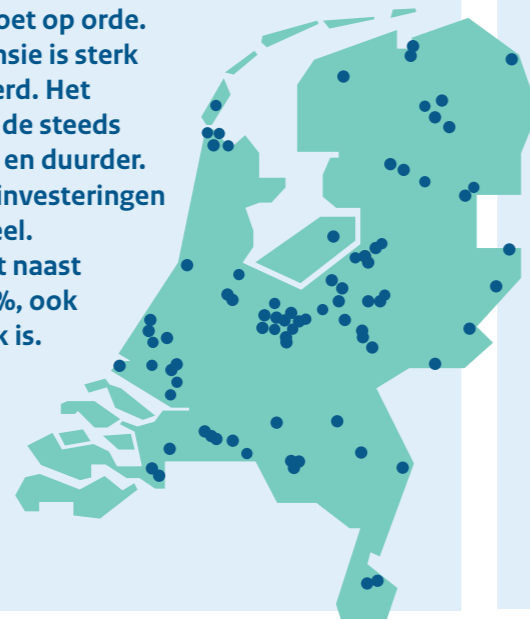 oet op orde.
nsie is sterk
erd. Het
de steeds
en duurder.
investeringen
eel.
t naast
%, ook
k is.